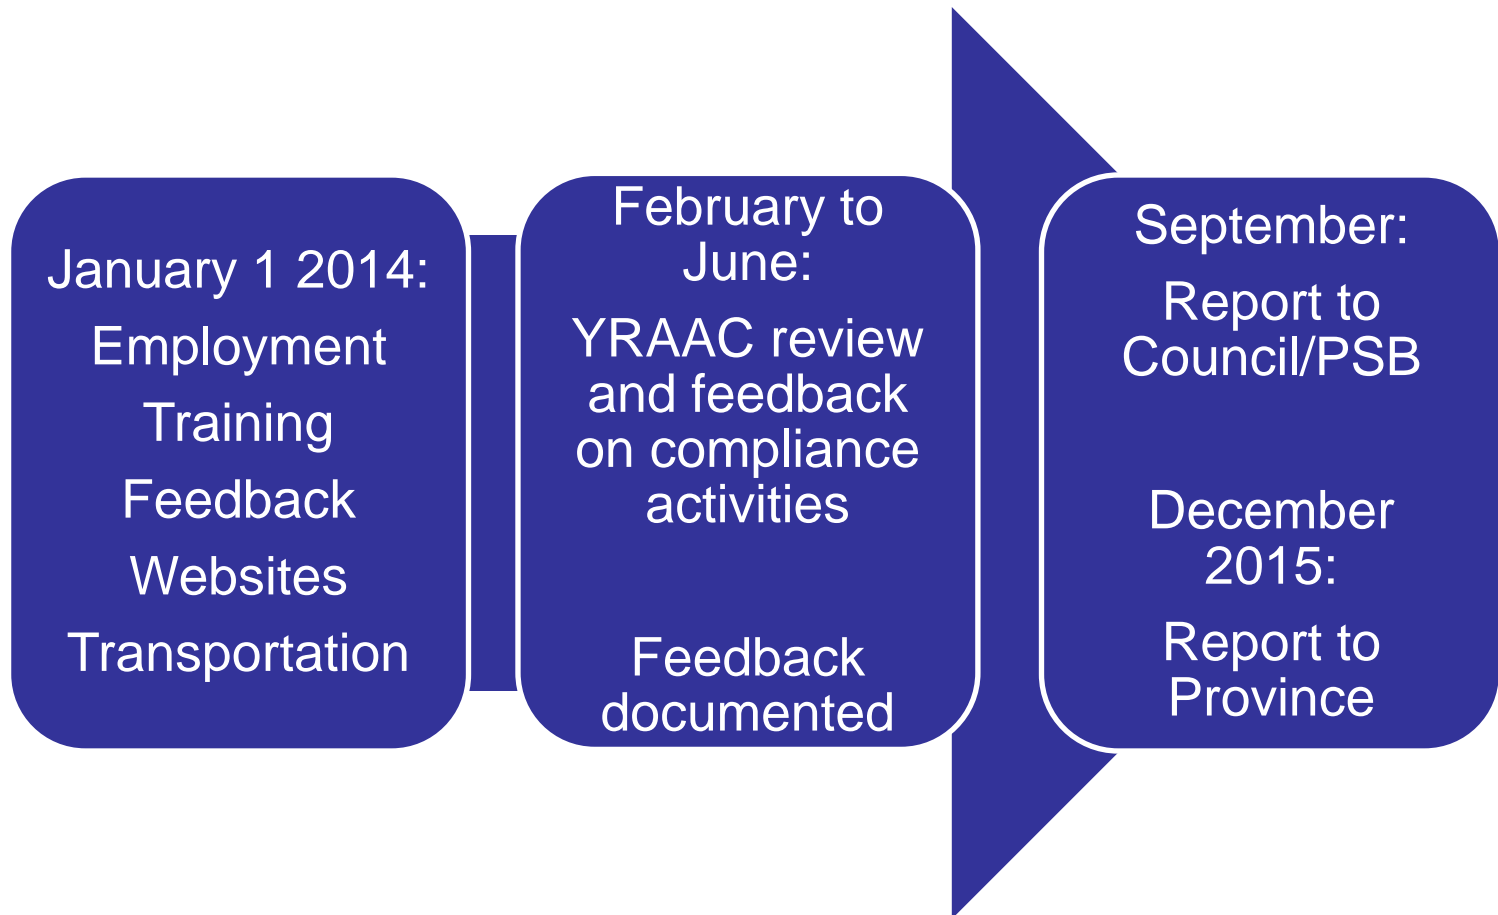 January 1 2014:
Employment
Training
Feedback
Websites
Transportation
February to
June:
YRAAC review
and feedback
on compliance
activities
Feedback
documented
September:
Report to
Council/PSB
December
2015:
Report to
Province